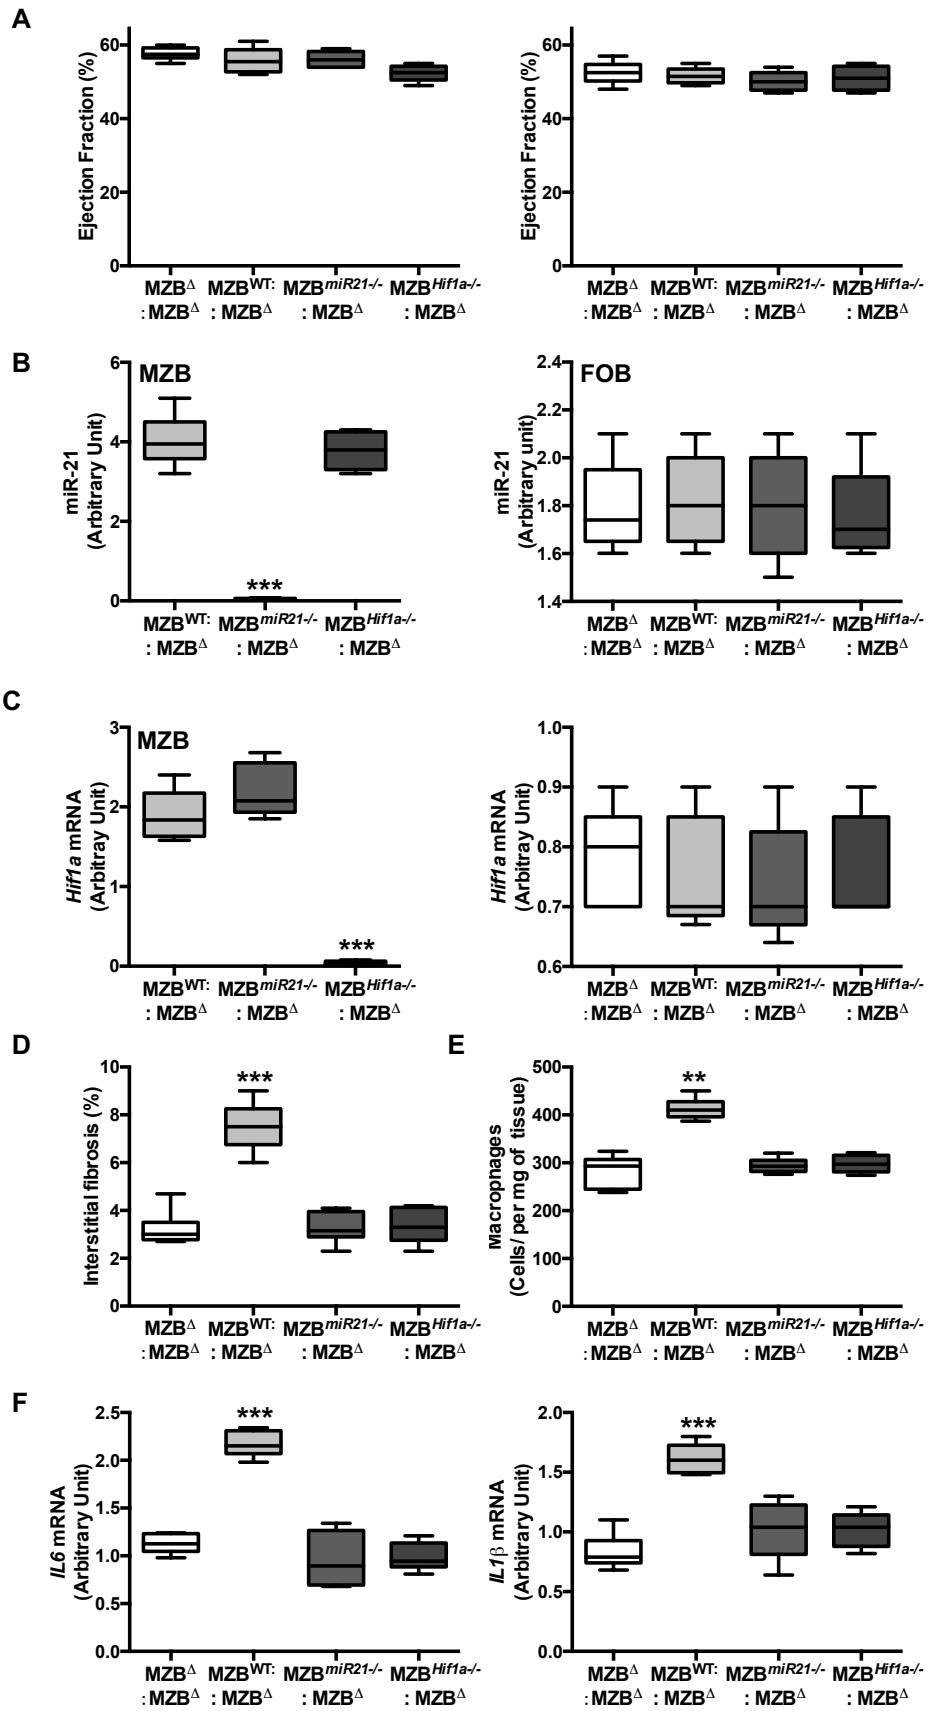 A
Ejection Fraction (%)
60
40
20
0
MZBΔ MZBWT: MZBmiR21-/- MZBHif1a-/-
: MZBΔ : MZBΔ : MZBΔ : MZBΔ
Ejection Fraction (%)
60
40
20
0
MZBΔ MZBWT: MZBmiR21-/- MZBHif1a-/-
: MZBΔ : MZBΔ : MZBΔ : MZBΔ
B
miR-21
(Arbitrary Unit)
6
4
2
0
MZB
***
MZBWT: MZBmiR21-/- MZBHif1a-/-
: MZBΔ : MZBΔ : MZBΔ
miR-21
(Arbitrary unit)
2.4
2.2
2.0
1.8
1.6
1.4
FOB
MZBΔ MZBWT: MZBmiR21-/- MZBHif1a-/-
: MZBΔ : MZBΔ : MZBΔ : MZBΔ
C
Hif1a mRNA
(Arbitray Unit)
3
2
1
0
MZB
***
MZBWT: MZBmiR21-/- MZBHif1a-/-
: MZBΔ : MZBΔ : MZBΔ
Hif1a mRNA
(Arbitray Unit)
1.0
0.9
0.8
0.7
0.6
MZBΔ MZBWT: MZBmiR21-/- MZBHif1a-/-
: MZBΔ : MZBΔ : MZBΔ : MZBΔ
D
Interstitial fibrosis (%)
10
8
6
4
2
0
***
MZBΔ MZBWT: MZBmiR21-/- MZBHif1a-/-
: MZBΔ : MZBΔ : MZBΔ : MZBΔ
E
Macropnages
(Cells/ per mg of tissue)
500
400
300
200
100
0
**
MZBΔ MZBWT: MZBmiR21-/- MZBHif1a-/-
: MZBΔ : MZBΔ : MZBΔ : MZBΔ
F
IL6 mRNA
(Arbitrary Unit)
2.5
2.0
1.5
1.0
0.5
0.0
***
MZBΔ MZBWT: MZBmiR21-/- MZBHif1a-/-
: MZBΔ : MZBΔ : MZBΔ : MZBΔ
IL1β mRNA
(Arbitrary Unit)
2.0
1.5
1.0
0.5
0.0
***
MZBΔ MZBWT: MZBmiR21-/- MZBHif1a-/-
: MZBΔ : MZBΔ : MZBΔ : MZBΔ